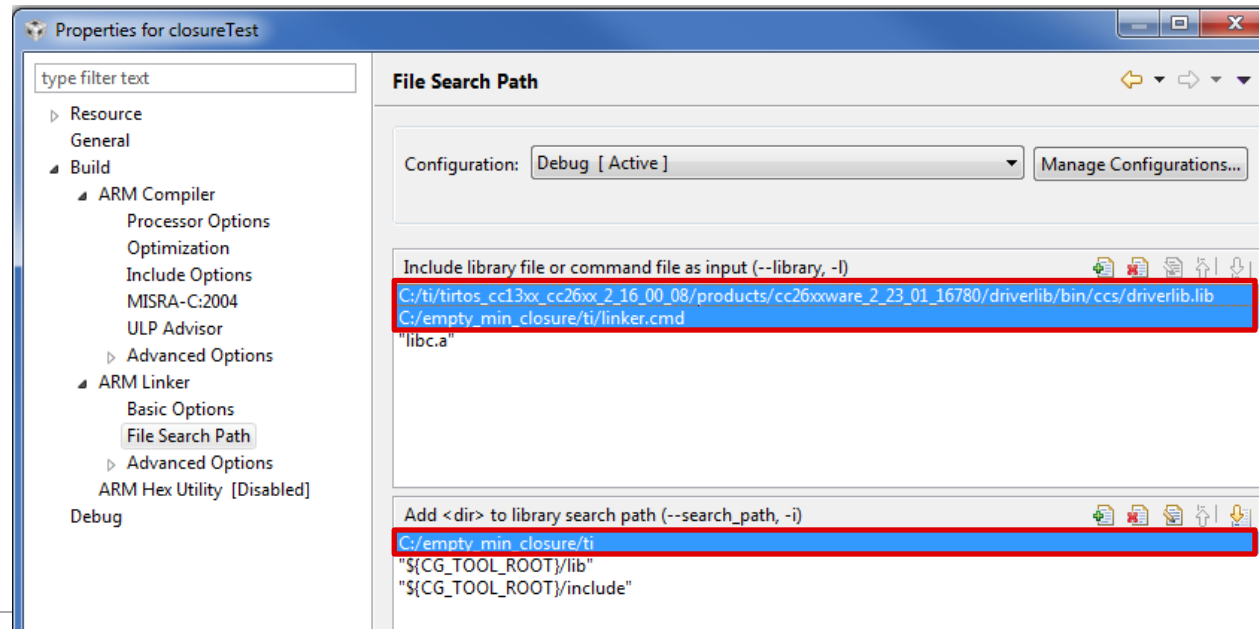 Properties for closureTest
type filter text
Resource
General
Build
ARM Compiler
Processor Options
Optimization
Include Options
MISRA-C:2004
ULP Advisor
Advanced Options
ARM Linker
Basic Options
File Search Path
Advanced Options
ARM Hex Utility [Disabled]
Debug
File Search Path
Configuration: Debug [ Active ] Manage Configurations...
Include library file or command file as input (--library, -l)
C:/ti/tirtos_cc13xx_cc26xx_2_16_00_08/products/cc26xxware_2_23_01_16780/driverlib/bin/ccs/driverlib.lib
C:/empty_min_closure/ti/linker.cmd
"libc.a"
Add <dir> to library search path (--search_path, -i)
C:/empty_min_closure/ti
"${CG_TOOL_ROOT}/lib"
"${CG_TOOL_ROOT}/include"